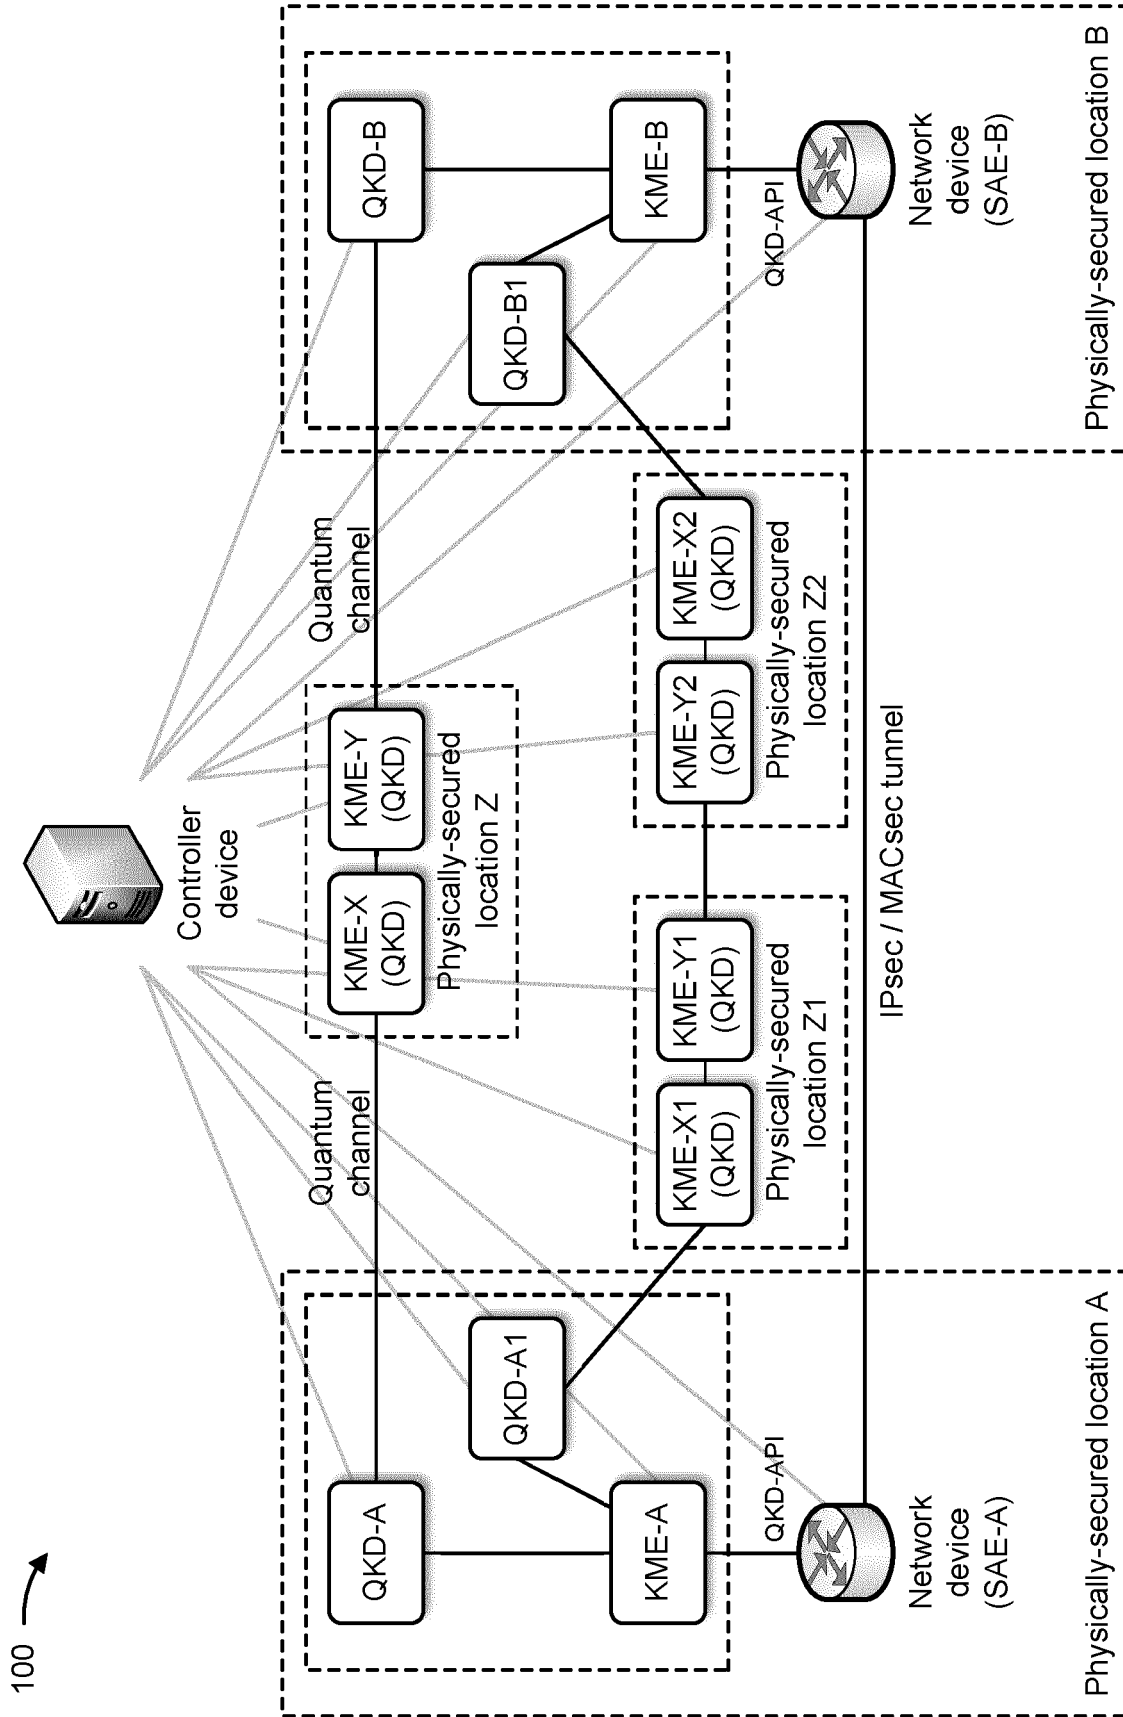 100
Controller
device
Quantum
channel
Quantum
channel
QKD-A
KME-X
(QKD)
KME-Y
(QKD)
QKD-B
Physically-secured
location Z
QKD-A1
QKD-B1
KME-A
KME-X1
(QKD)
KME-Y1
(QKD)
KME-Y2
(QKD)
KME-X2
(QKD)
KME-B
Physically-secured
location Z1
Physically-secured
location Z2
QKD-API
QKD-API
IPsec / MACsec tunnel
Network
device
(SAE-A)
Network
device
(SAE-B)
Physically-secured location A
Physically-secured location B